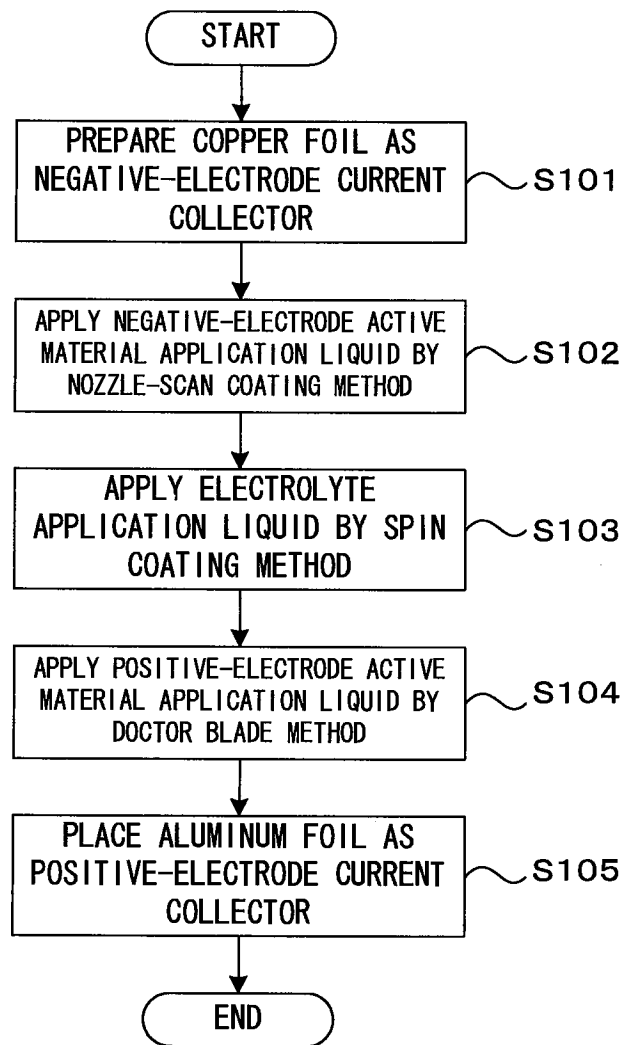 START
PREPARE COPPER FOIL AS
NEGATIVE-ELECTRODE CURRENT
COLLECTOR
S101
APPLY NEGATIVE-ELECTRODE ACTIVE
MATERIAL APPLICATION LIQUID BY
NOZZLE-SCAN COATING METHOD
S102
APPLY ELECTROLYTE
APPLICATION LIQUID BY SPIN
COATING METHOD
S103
APPLY POSITIVE-ELECTRODE ACTIVE
MATERIAL APPLICATION LIQUID BY
DOCTOR BLADE METHOD
S104
PLACE ALUMINUM FOIL AS
POSITIVE-ELECTRODE CURRENT
COLLECTOR
S105
END